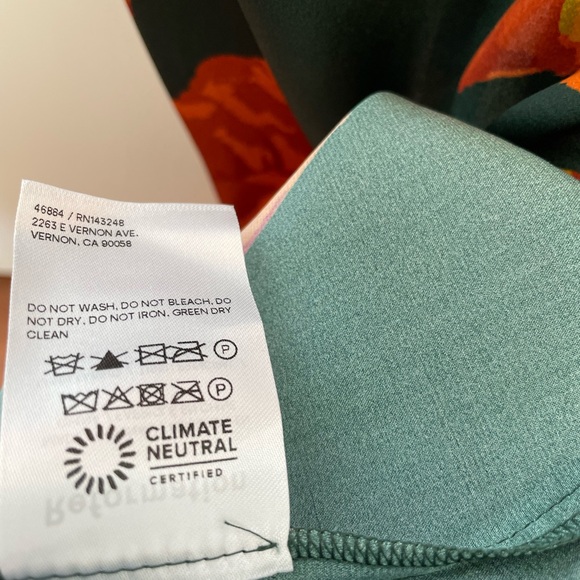 46884 / RN143248
2263 E VERNON AVE.
VERNON, CA 90058
DO NOT WASH, DO NOT BLEACH, DO
NOT DRY, DO NOT IRON, GREEN DRY
CLEAN
P
P
CLIMATE
NEUTRAL
CERTIFIED
Reformation